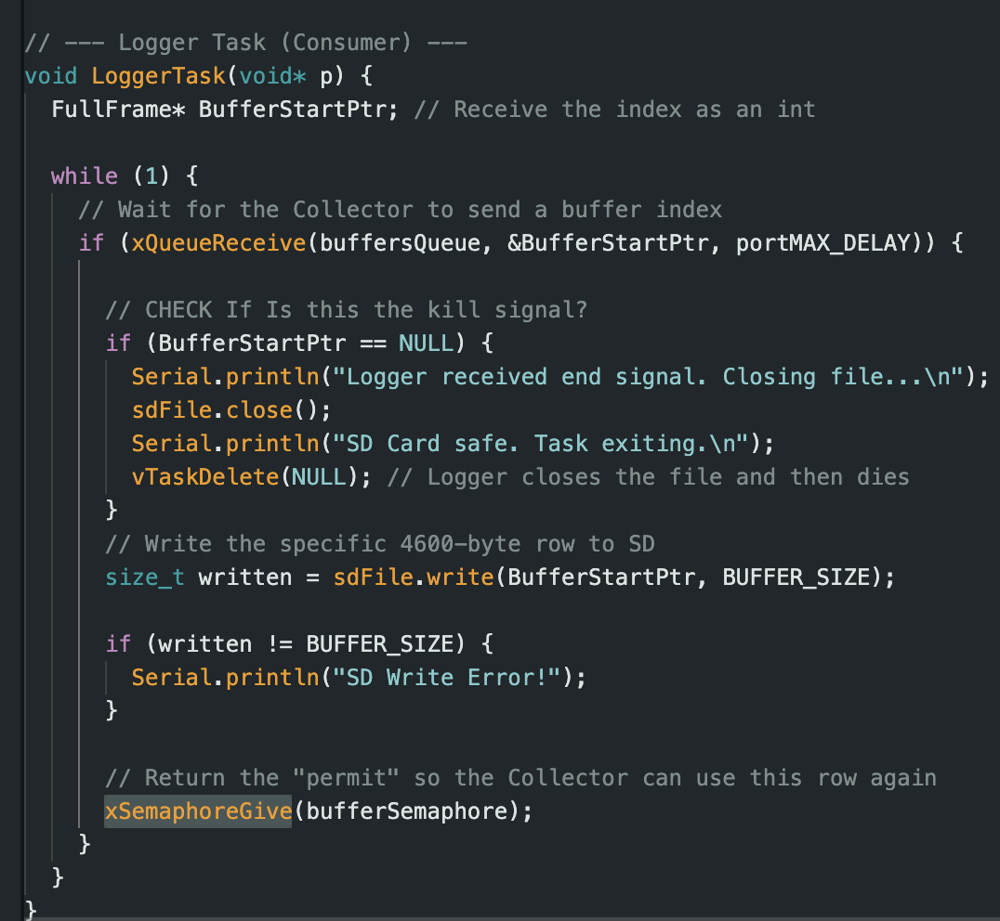 // --- Logger Task (Consumer) ---
void LoggerTask(void* p) {
  FullFrame* BufferStartPtr; // Receive the index as an int

  while (1) {
    // Wait for the Collector to send a buffer index
    if (xQueueReceive(buffersQueue, &BufferStartPtr, portMAX_DELAY)) {

      // CHECK If Is this the kill signal?
      if (BufferStartPtr == NULL) {
        Serial.println("Logger received end signal. Closing file...\n");
        sdFile.close();
        Serial.println("SD Card safe. Task exiting.\n");
        vTaskDelete(NULL); // Logger closes the file and then dies
      }
      // Write the specific 4600-byte row to SD
      size_t written = sdFile.write(BufferStartPtr, BUFFER_SIZE);

      if (written != BUFFER_SIZE) {
        Serial.println("SD Write Error!");
      }

      // Return the "permit" so the Collector can use this row again
      xSemaphoreGive(bufferSemaphore);
    }
  }
}